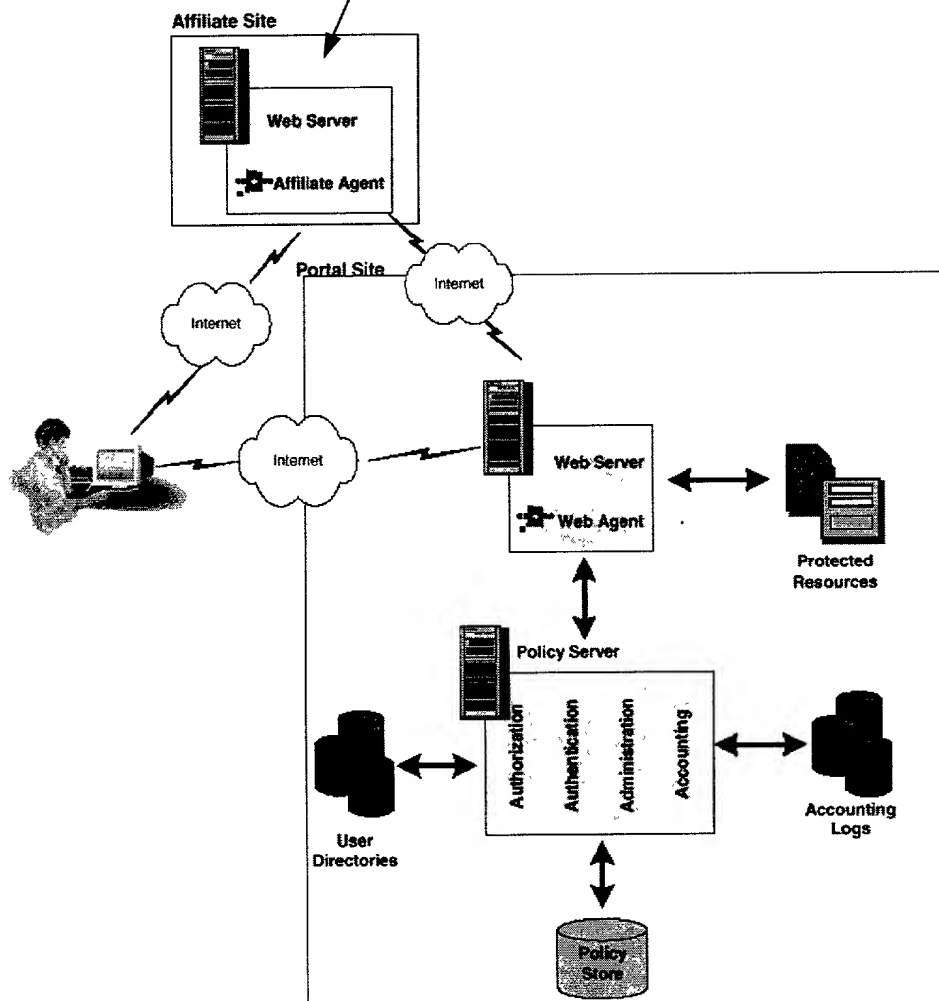 Affiliate Site
Web Server
Affiliate Agent
Portal Site
Internet
Internet
Internet
Web Server
Web Agent
Protected
Resources
Policy Server
Authorization
Authentication
Administration
Accounting
User
Directories
Accounting
Logs
Policy
Store